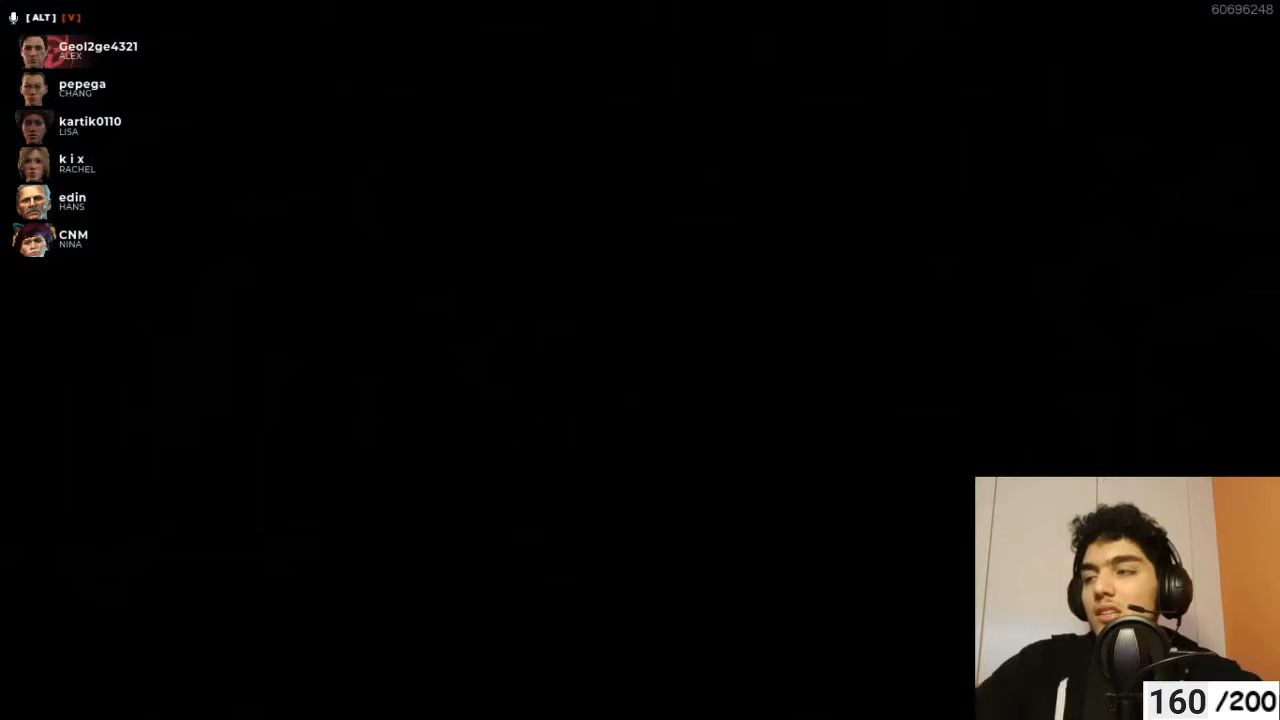 [ ALT ] [ V ]
60696248
Geol2ge4321
ALEX
pepega
CHANG
kartik0110
LISA
k i x
RACHEL
edin
HANS
CNM
NINA
160 /200